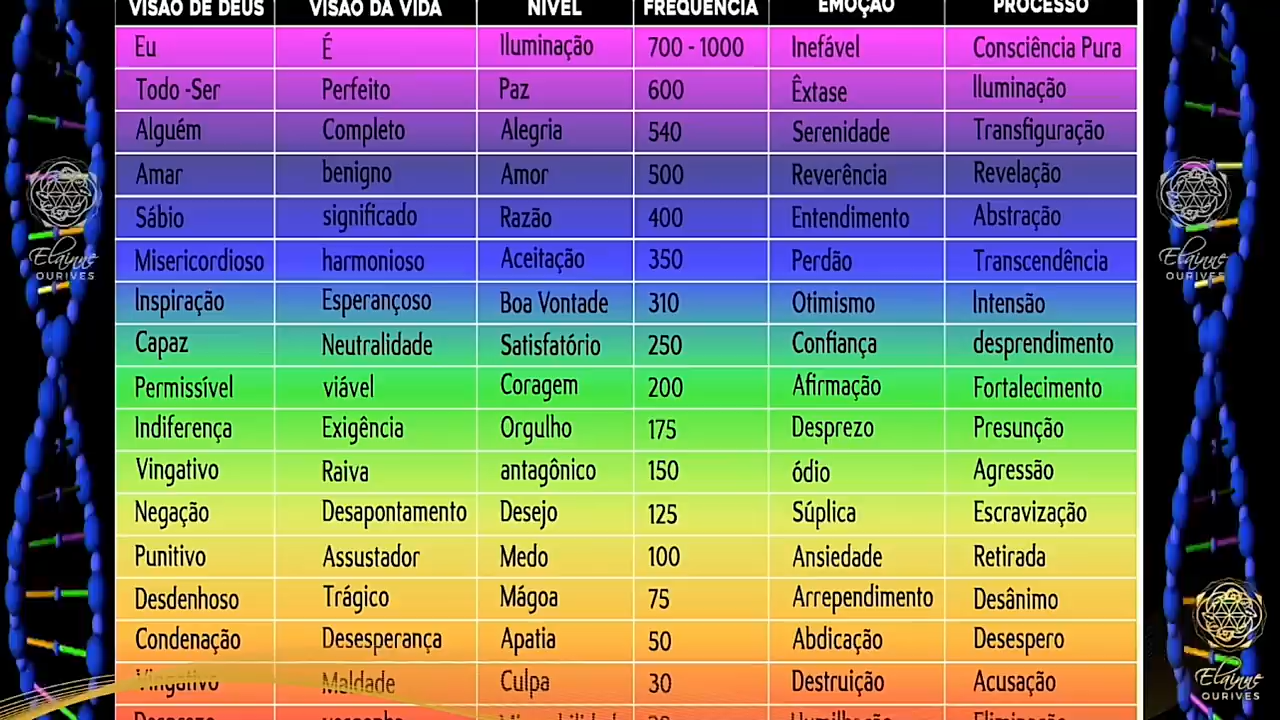 VISÃO DE DEUS VISÃO DA VIDA NÍVEL FREQUÊNCIA EMOÇÃO PROCESSO
Eu É Iluminação 700 - 1000 Inefável Consciência Pura
Todo -Ser Perfeito Paz 600 Êxtase Iluminação
Alguém Completo Alegria 540 Serenidade Transfiguração
Amar benigno Amor 500 Reverência Revelação
Sábio significado Razão 400 Entendimento Abstração
Misericordioso harmonioso Aceitação 350 Perdão Transcendência
Inspiração Esperançoso Boa Vontade 310 Otimismo Intensão
Capaz Neutralidade Satisfatório 250 Confiança desprendimento
Permissível viável Coragem 200 Afirmação Fortalecimento
Indiferença Exigência Orgulho 175 Desprezo Presunção
Vingativo Raiva antagônico 150 ódio Agressão
Negação Desapontamento Desejo 125 Súplica Escravização
Punitivo Assustador Medo 100 Ansiedade Retirada
Desdenhoso Trágico Mágoa 75 Arrependimento Desânimo
Condenação Desesperança Apatia 50 Abdicação Desespero
Vingativo Maldade Culpa 30 Destruição Acusação
Elainne
OURIVES
Elainne
OURIVES
Elainne
OURIVES